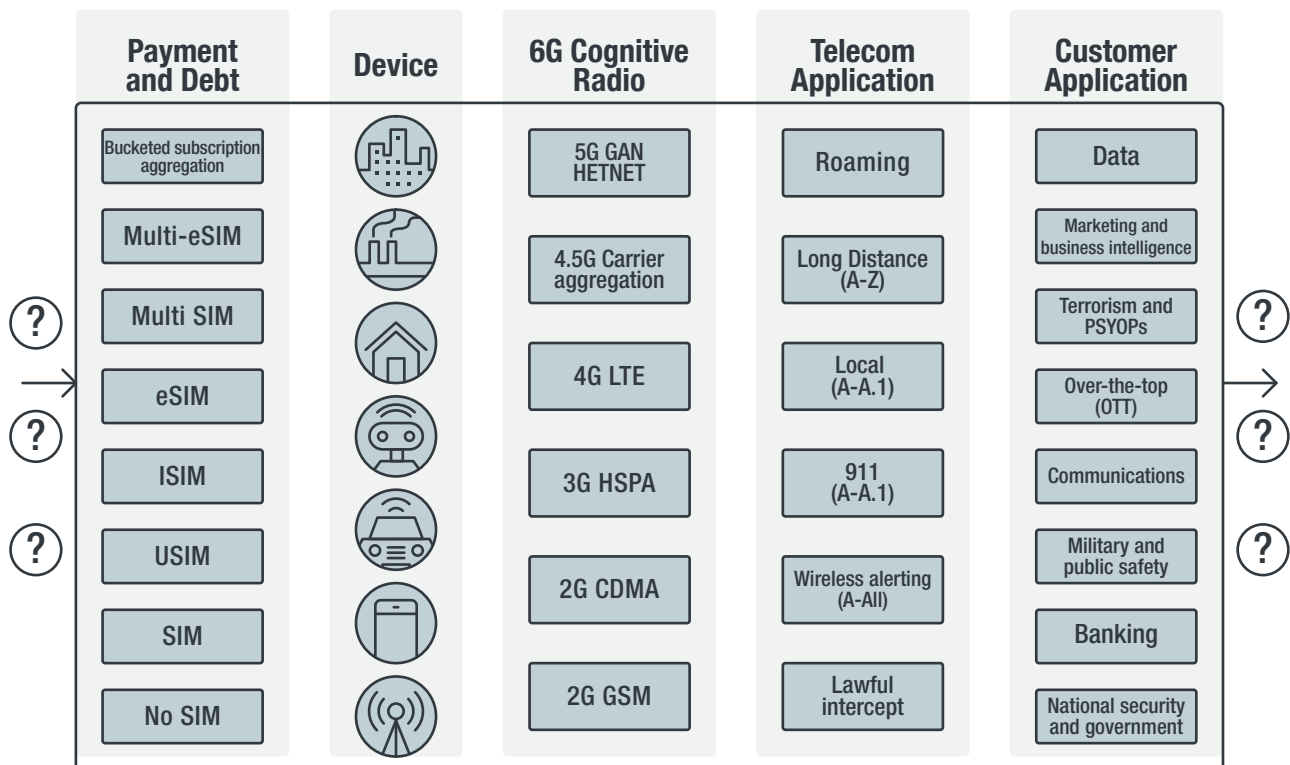 Payment
and Debt
Device
6G Cognitive
Radio
Telecom
Application
Customer
Application
Bucketed subscription
aggregation
Multi-eSIM
Multi SIM
eSIM
ISIM
USIM
SIM
No SIM
5G GAN
HETNET
4.5G Carrier
aggregation
4G LTE
3G HSPA
2G CDMA
2G GSM
Roaming
Long Distance
(A-Z)
Local
(A-A.1)
911
(A-A.1)
Wireless alerting
(A-All)
Lawful
intercept
Data
Marketing and
business intelligence
Terrorism and
PSYOPs
Over-the-top
(OTT)
Communications
Military and
public safety
Banking
National security
and government
?
?
?
?
?
?